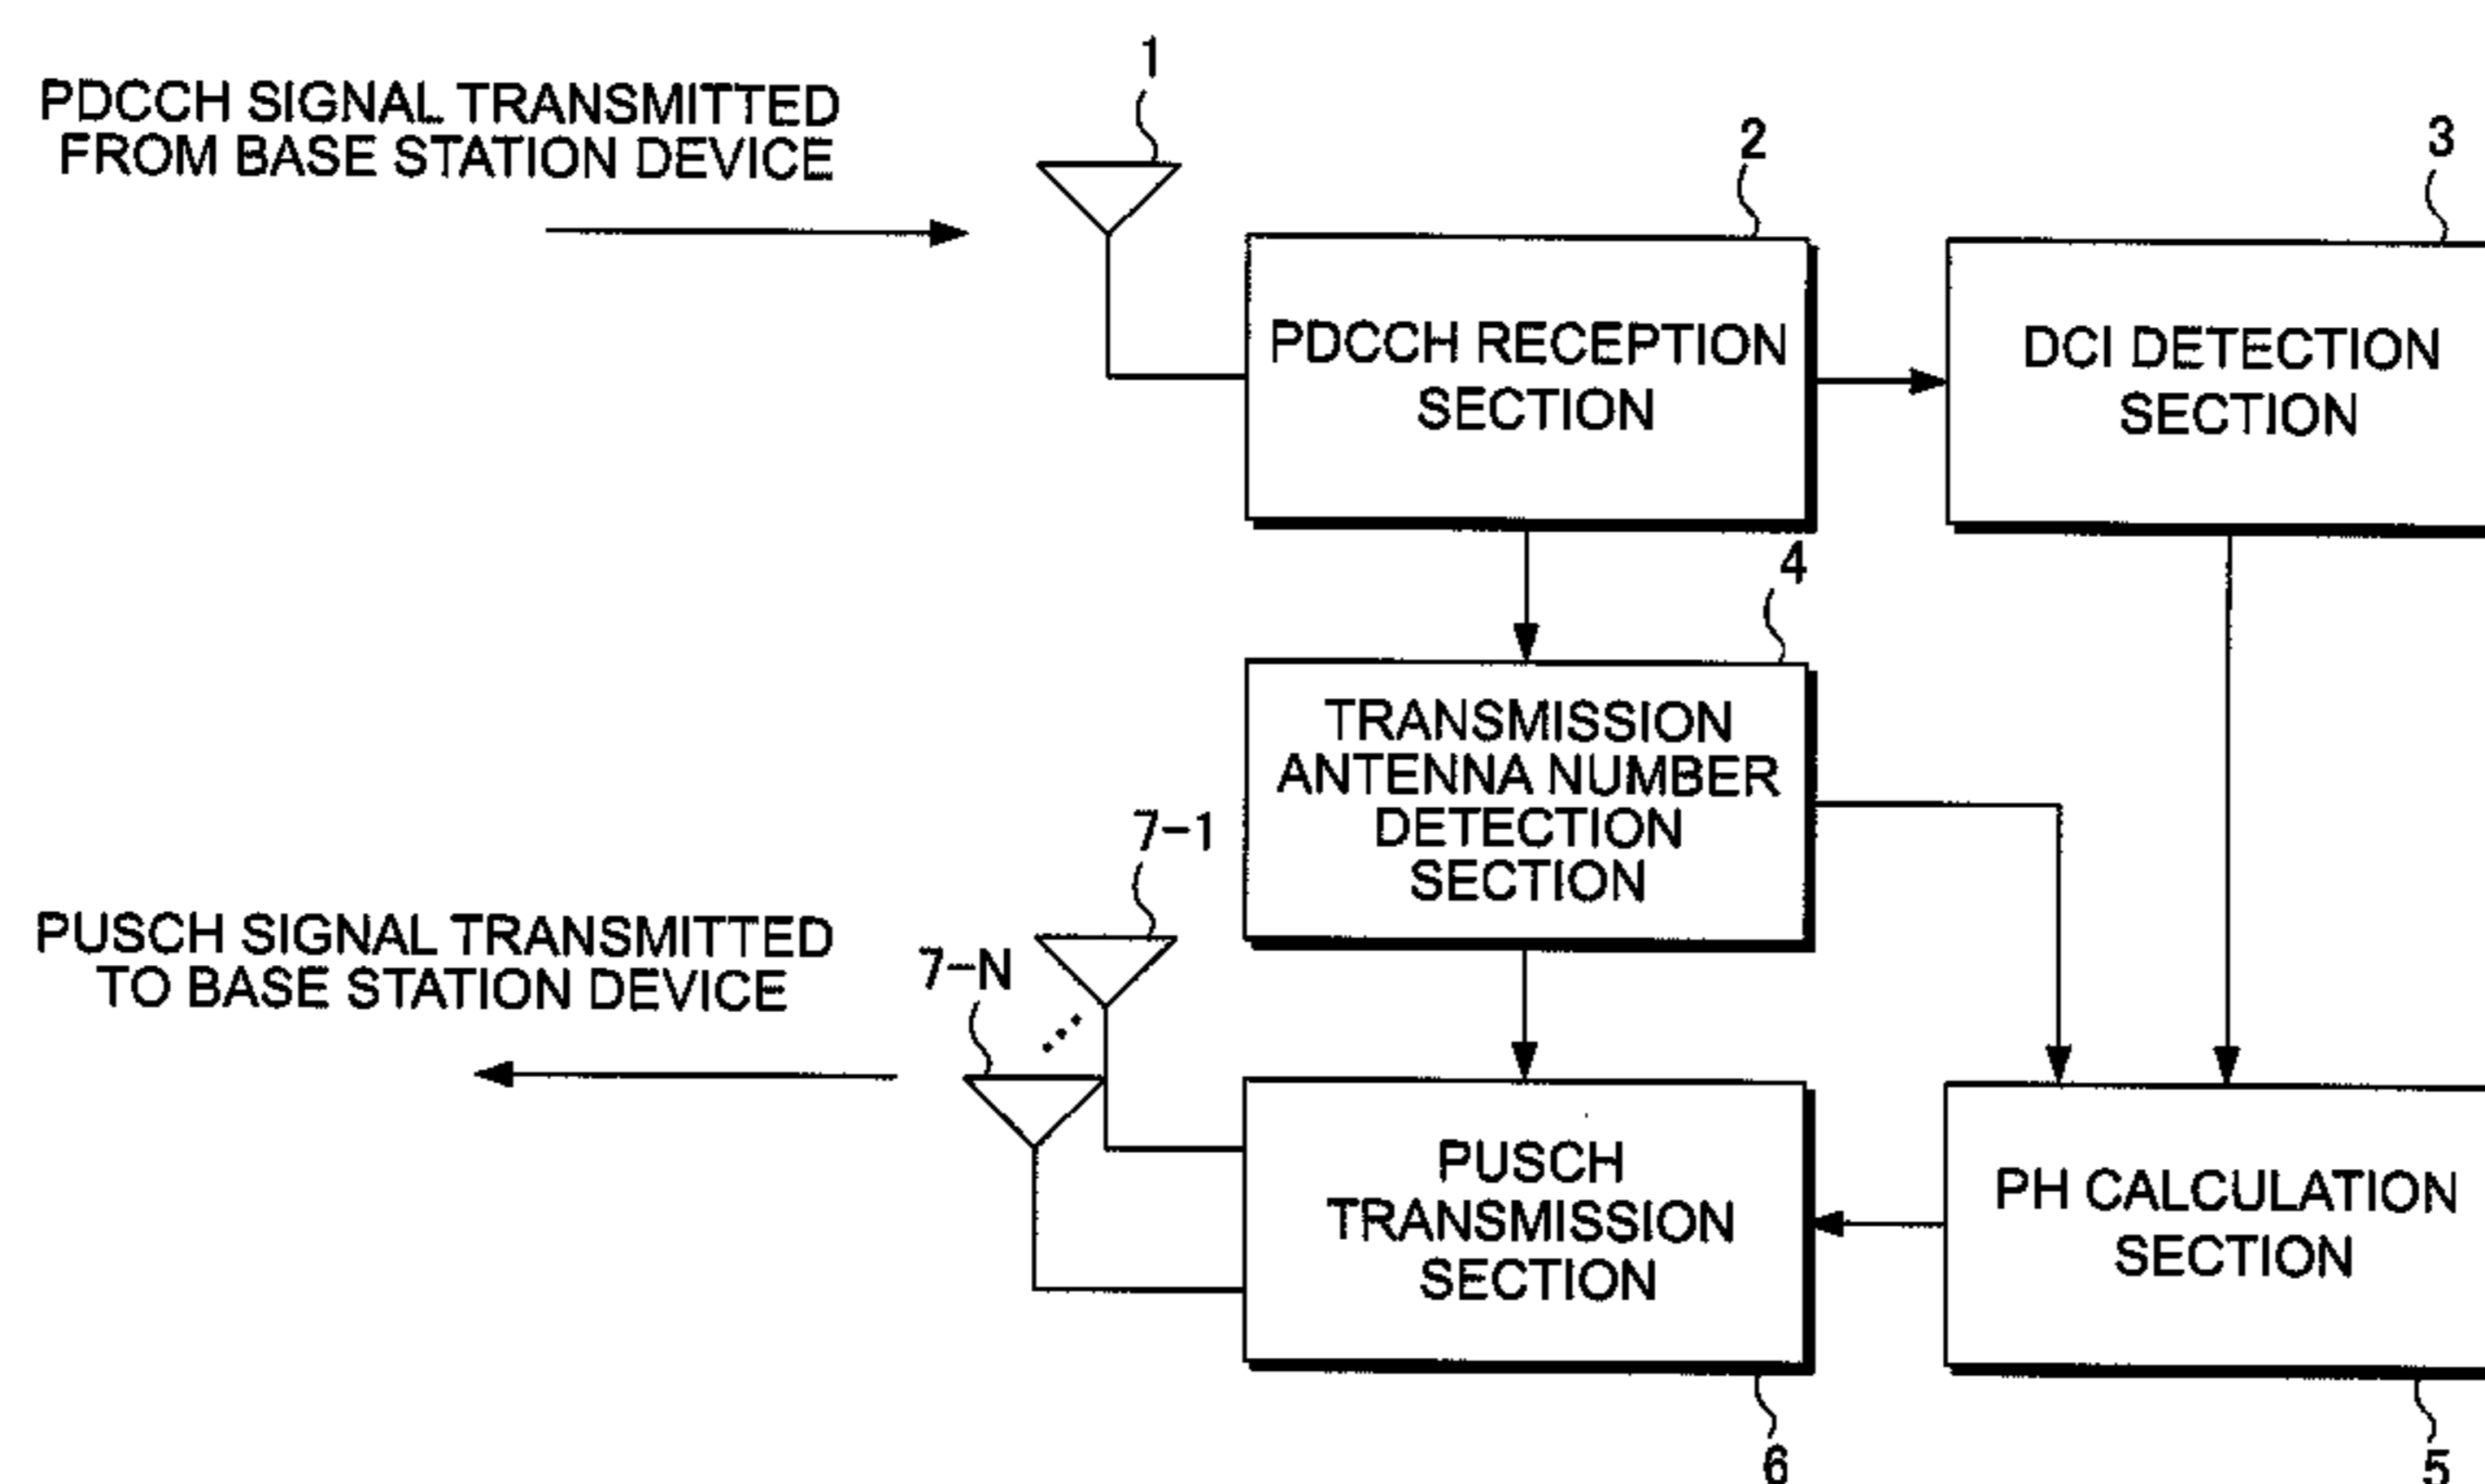 PDCCH SIGNAL TRANSMITTED
FROM BASE STATION DEVICE
1
2
3
PDCCH RECEPTION
SECTION
DCI DETECTION
SECTION
4
TRANSMISSION
ANTENNA NUMBER
DETECTION
SECTION
7-1
PUSCH SIGNAL TRANSMITTED
TO BASE STATION DEVICE
7-N
PUSCH
TRANSMISSION
SECTION
PH CALCULATION
SECTION
6
5